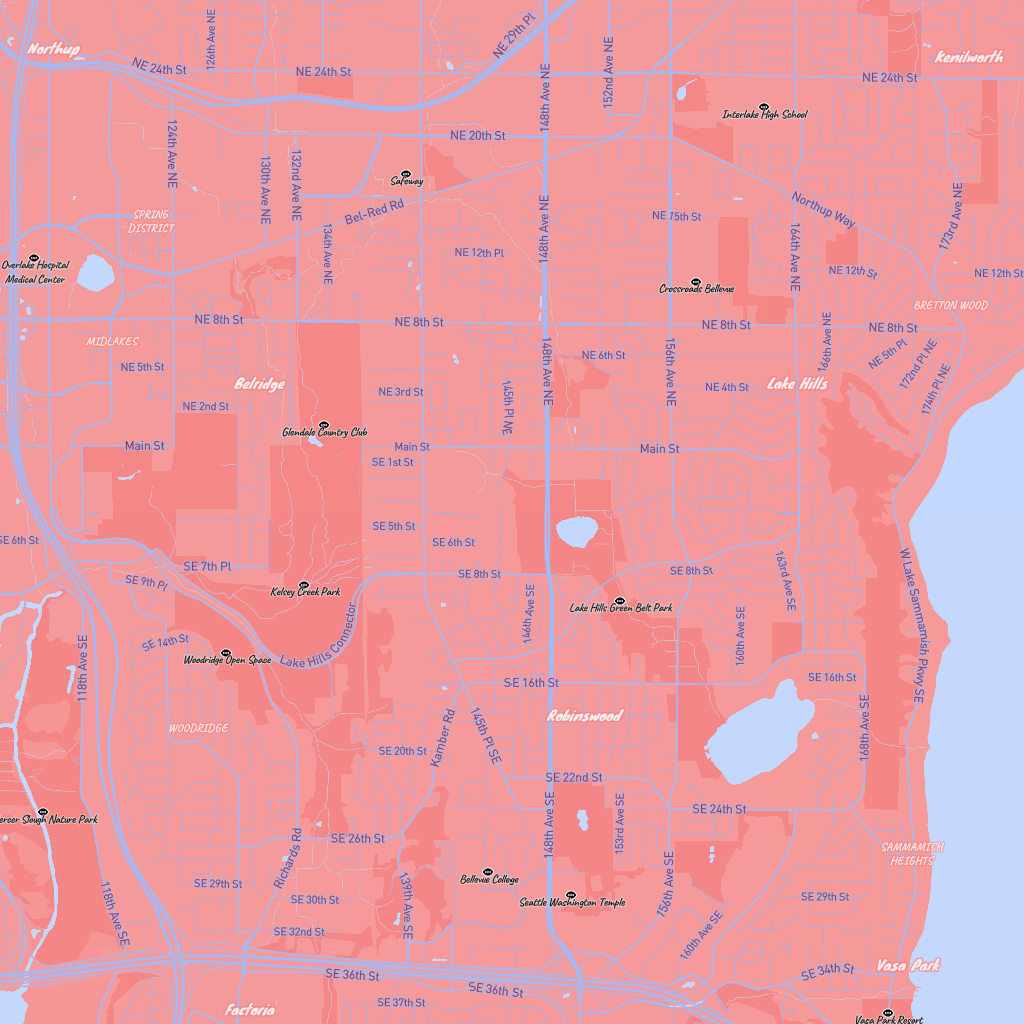 126th Ave NE
NE 29th Pl
Northup
Kenilworth
152nd Ave NE
NE 24th St
NE 24th St
NE 24th St
148th Ave NE
Interlake High School
124th Ave NE
NE 20th St
130th Ave NE
132nd Ave NE
Safeway
SPRING
DISTRICT
Bel-Red Rd
148th Ave NE
NE 15th St
Northup Way
173rd Ave NE
134th Ave NE
NE 12th Pl
164th Ave NE
Overlake Hospital
Medical Center
NE 12th St
NE 12th St
Crossroads Bellevue
BRETTON WOOD
NE 8th St
NE 8th St
NE 8th St
NE 8th St
MIDLAKES
166th Ave NE
NE 6th St
NE 5th Pl
NE 5th St
148th Ave NE
156th Ave NE
172nd Pl NE
174th Pl NE
Belridge
Lake Hills
NE 3rd St
NE 4th St
NE 2nd St
145th Pl NE
Glendale Country Club
Main St
Main St
Main St
SE 1st St
SE 5th St
SE 6th St
SE 6th St
SE 7th Pl
SE 9th Pl
SE 8th St
SE 8th St
163rd Ave SE
W Lake Sammamish Pkwy SE
Kelsey Creek Park
Lake Hills Green Belt Park
146th Ave SE
160th Ave SE
SE 14th St
118th Ave SE
Woodridge Open Space
Lake Hills Connector
SE 16th St
SE 16th St
WOODRIDGE
Robinswood
Kamber Rd
145th Pl SE
168th Ave SE
SE 20th St
SE 22nd St
SE 24th St
148th Ave SE
153rd Ave SE
ercer Slough Nature Park
SE 26th St
Richards Rd
SAMMAMISH
HEIGHTS
Bellevue College
156th Ave SE
SE 29th St
139th Ave SE
SE 30th St
Seattle Washington Temple
SE 29th St
118th Ave SE
160th Ave SE
SE 32nd St
Vasa Park
SE 34th St
SE 36th St
SE 36th St
SE 37th St
Factoria
Vasa Park Resort